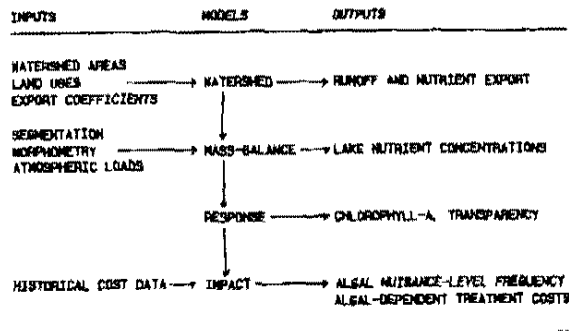 INPUTS MODELS OUTPUTS
WATERSHED AREAS
LAND USES WATERSHED RUNOFF AND NUTRIENT EXPORT
EXPORT COEFFICIENTS
SEGMENTATION
MORPHOMETRY MASS-BALANCE LAKE NUTRIENT CONCENTRATIONS
ATMOSPHERIC LOADS
RESPONSE CHLOROPHYLL-A, TRANSPARENCY
HISTORICAL COST DATA IMPACT ALGAL NUISANCE-LEVEL FREQUENCY
ALGAL-DEPENDENT TREATMENT COSTS